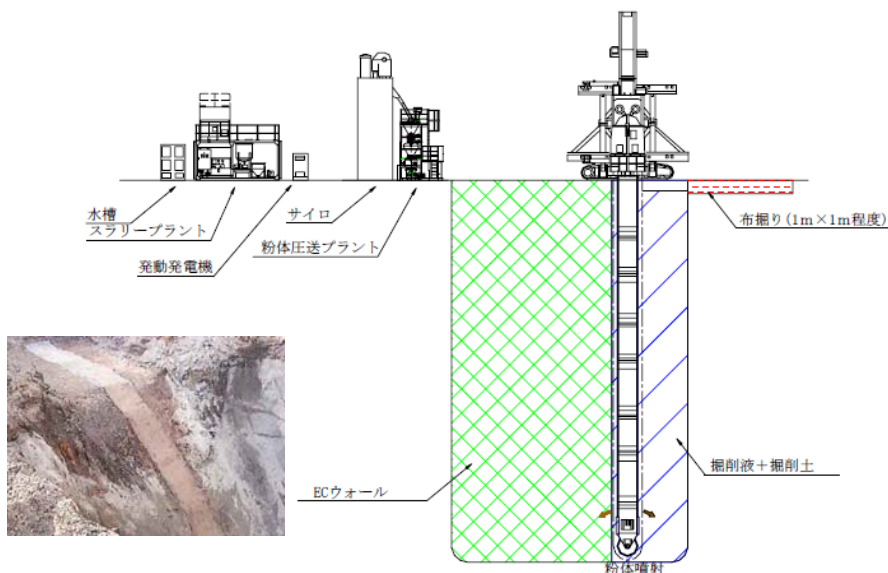 水槽
スラリープラント
発動発電機
サイロ
粉体圧送プラント
布掘り(1m×1m程度)
掘削液＋掘削土
ECウォール
粉体噴射